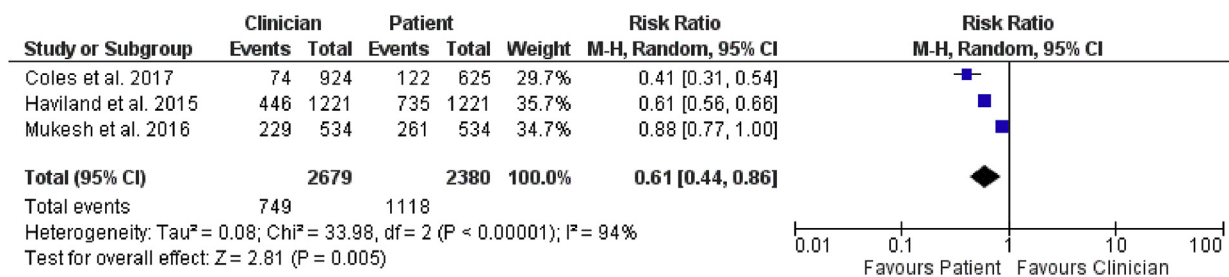 Clinician Patient Risk Ratio Risk Ratio
Study or Subgroup Events Total Events Total Weight M-H, Random, 95% CI M-H, Random, 95% CI
Coles et al. 2017 74 924 122 625 29.7% 0.41 [0.31, 0.54]
Haviland et al. 2015 446 1221 735 1221 35.7% 0.61 [0.56, 0.66]
Mukesh et al. 2016 229 534 261 534 34.7% 0.88 [0.77, 1.00]
Total (95% CI) 2679 2380 100.0% 0.61 [0.44, 0.86]
Total events 749 1118
Heterogeneity: Tau² = 0.08; Chi² = 33.98, df = 2 (P < 0.00001); I² = 94%
Test for overall effect: Z = 2.81 (P = 0.005)
0.01 0.1 1 10 100
Favours Patient Favours Clinician